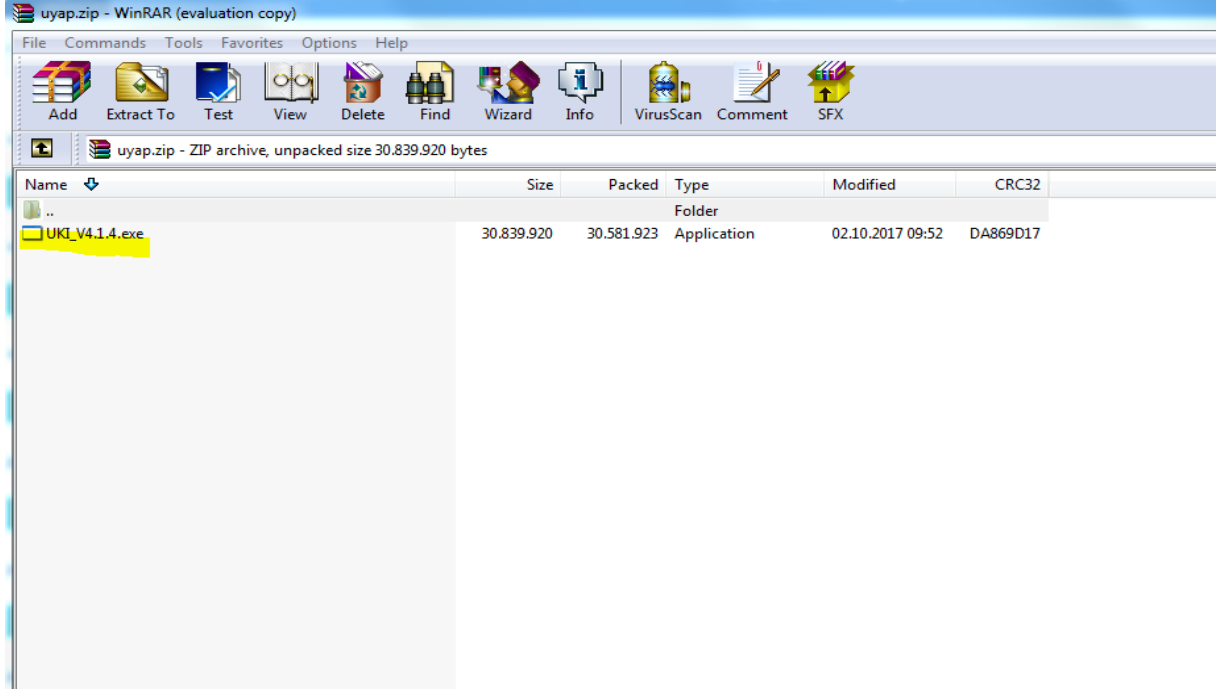 uyap.zip - WinRAR (evaluation copy)
File Commands Tools Favorites Options Help
Add Extract To Test View Delete Find Wizard Info VirusScan Comment SFX
uyap.zip - ZIP archive, unpacked size 30.839.920 bytes
Name Size Packed Type Modified CRC32
.. Folder
UKI_V4.1.4.exe 30.839.920 30.581.923 Application 02.10.2017 09:52 DA869D17